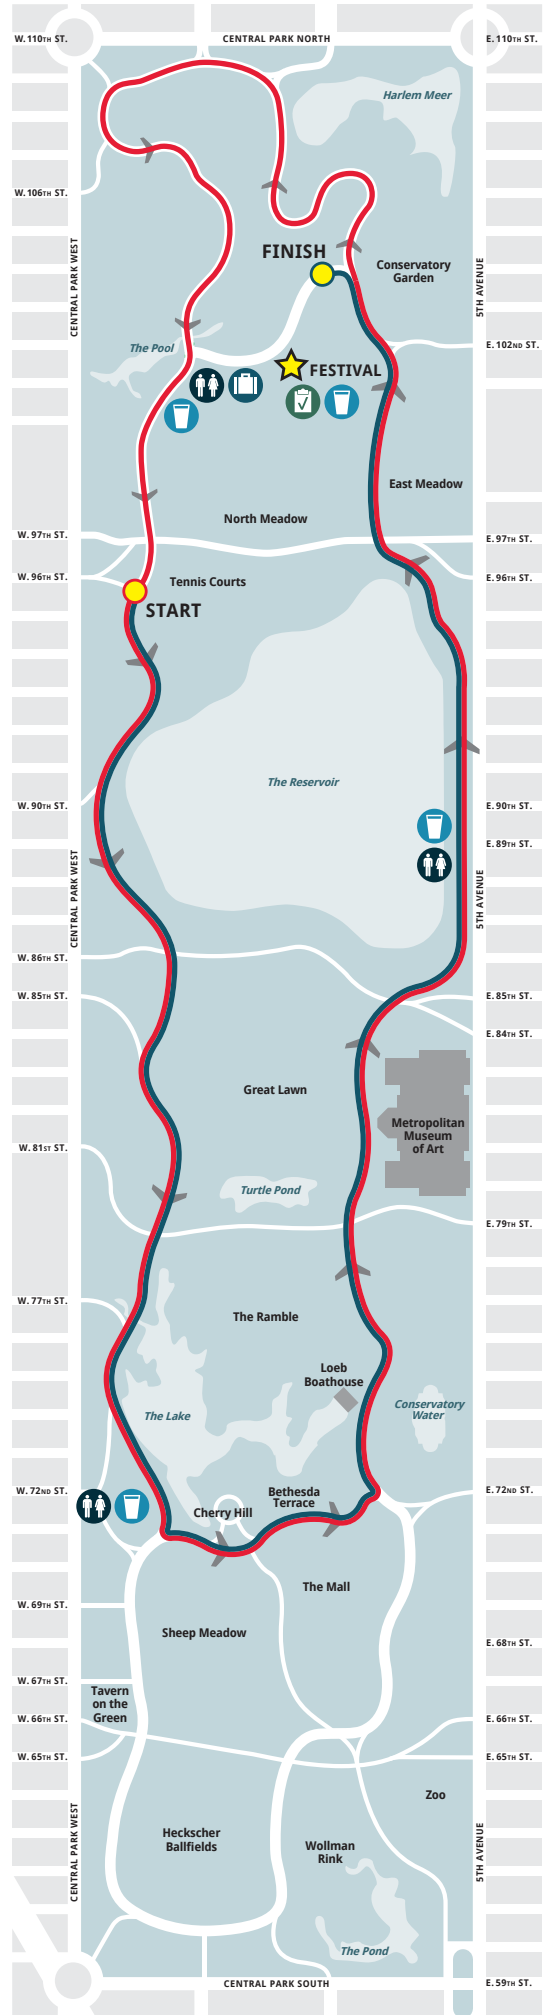 W. 110TH ST.
CENTRAL PARK NORTH
E. 110TH ST.
Harlem Meer
W. 106TH ST.
CENTRAL PARK WEST
FINISH
Conservatory
Garden
5TH AVENUE
The Pool
E. 102ND ST.
FESTIVAL
East Meadow
North Meadow
W. 97TH ST.
E. 97TH ST.
W. 96TH ST.
Tennis Courts
E. 96TH ST.
START
The Reservoir
W. 90TH ST.
E. 90TH ST.
E. 89TH ST.
CENTRAL PARK WEST
5TH AVENUE
W. 86TH ST.
W. 85TH ST.
E. 85TH ST.
E. 84TH ST.
Great Lawn
Metropolitan
Museum
of Art
W. 81ST ST.
Turtle Pond
E. 79TH ST.
W. 77TH ST.
The Ramble
Loeb
Boathouse
The Lake
Conservatory
Water
W. 72ND ST.
Bethesda
Terrace
E. 72ND ST.
Cherry Hill
The Mall
W. 69TH ST.
Sheep Meadow
E. 68TH ST.
W. 67TH ST.
Tavern
on the
Green
W. 66TH ST.
E. 66TH ST.
W. 65TH ST.
E. 65TH ST.
Zoo
CENTRAL PARK WEST
Heckscher
Ballfields
Wollman
Rink
5TH AVENUE
The Pond
CENTRAL PARK SOUTH
E. 59TH ST.